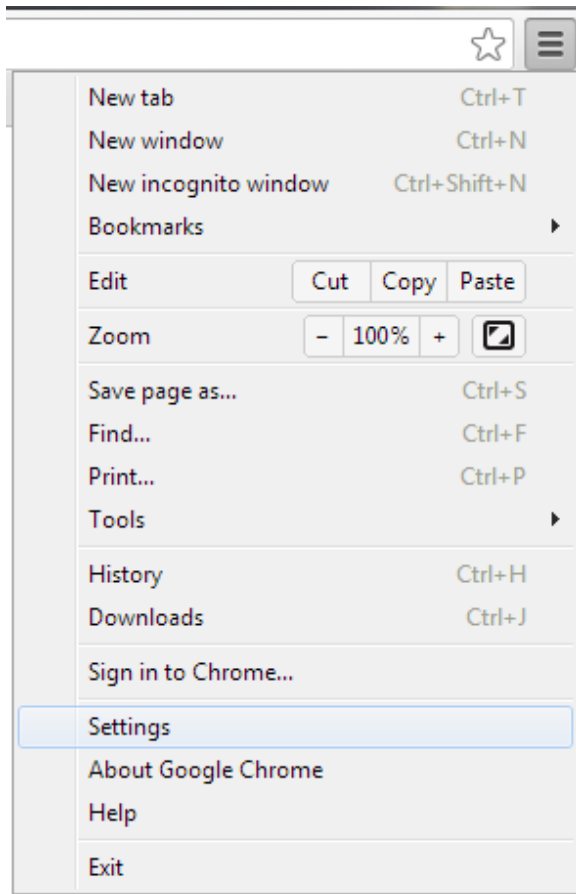 New tab Ctrl+T
New window Ctrl+N
New incognito window Ctrl+Shift+N
Bookmarks
Edit Cut Copy Paste
Zoom - 100% +
Save page as... Ctrl+S
Find... Ctrl+F
Print... Ctrl+P
Tools
History Ctrl+H
Downloads Ctrl+J
Sign in to Chrome...
Settings
About Google Chrome
Help
Exit